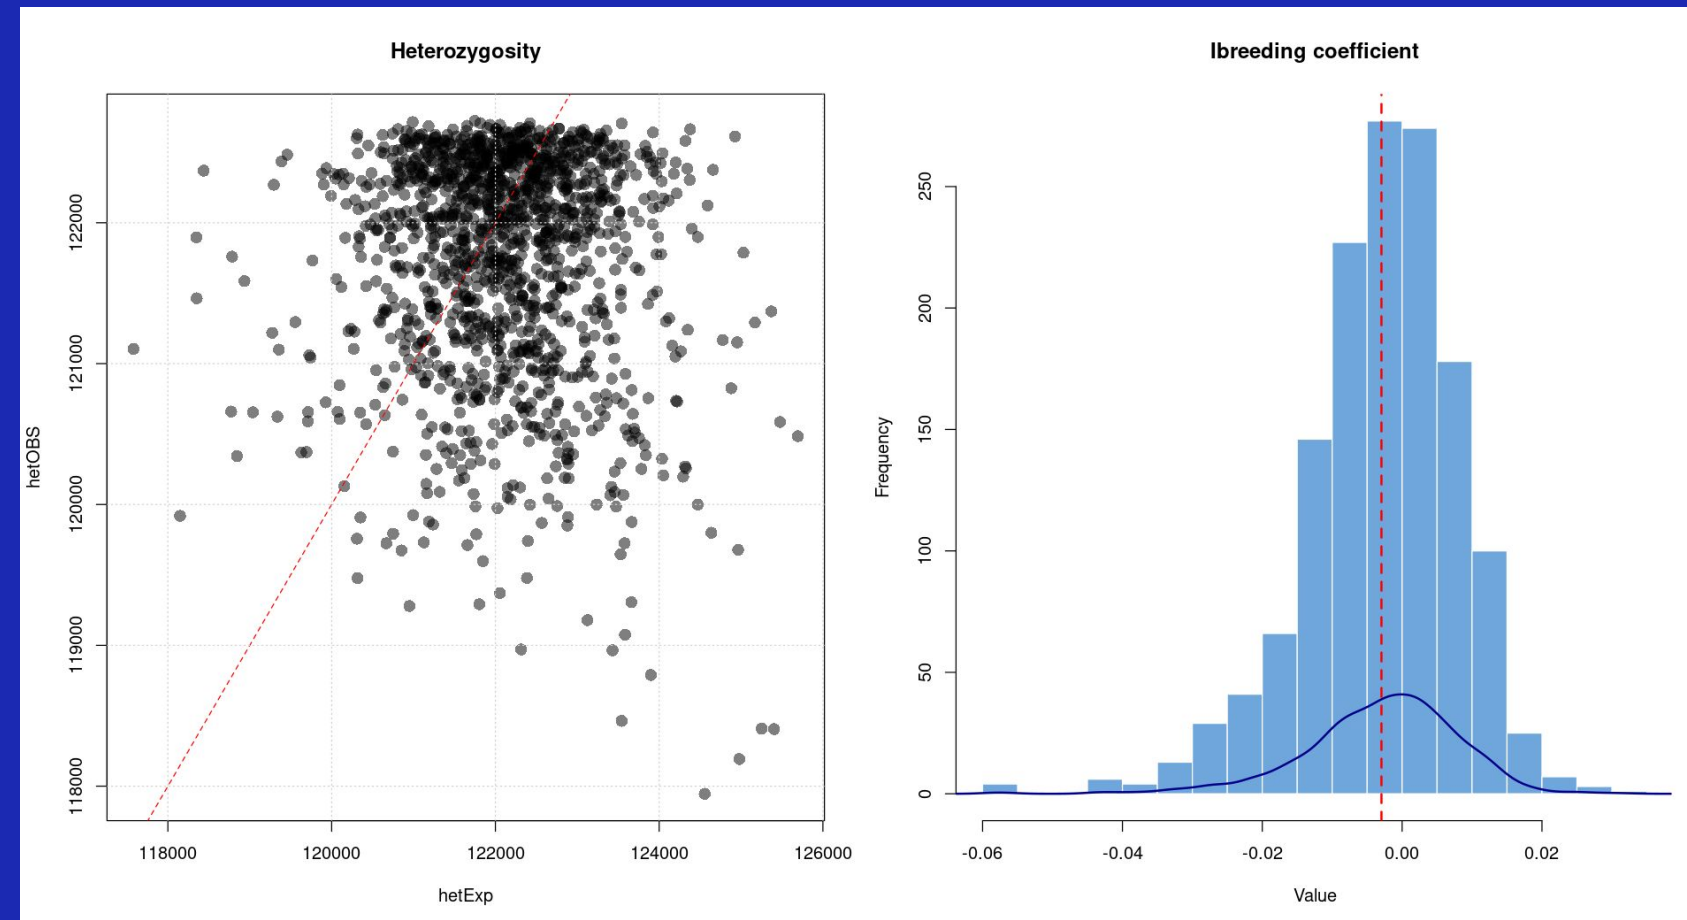 Heterozygosity
hetOBS
122000
121000
120000
119000
118000
118000 120000 122000 124000 126000
hetExp
Ibreeding coefficient
Frequency
250
200
150
100
50
0
-0.06 -0.04 -0.02 0.00 0.02
Value